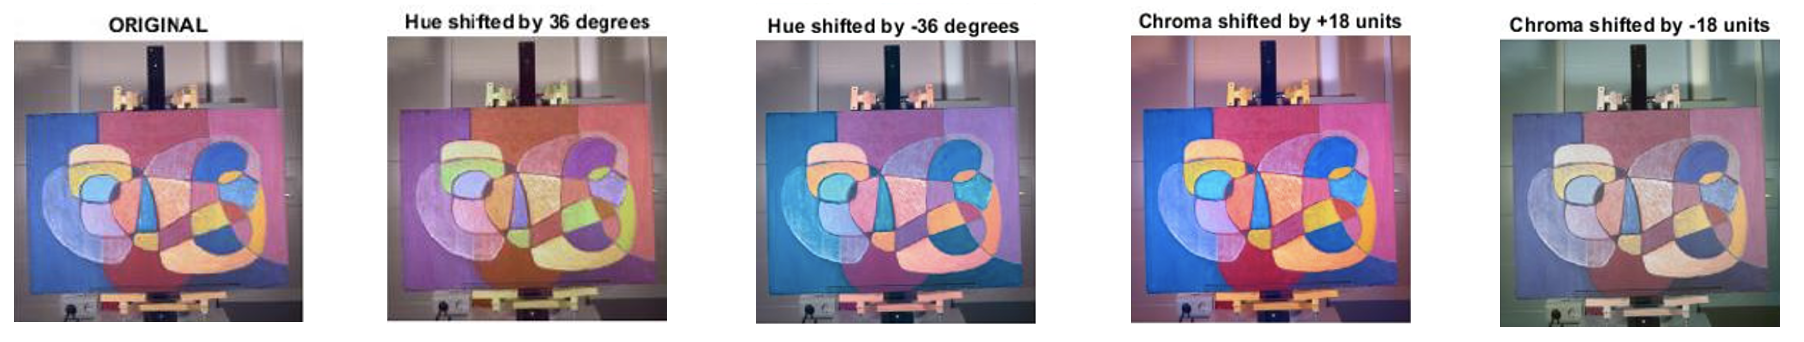 ORIGINAL
Hue shifted by 36 degrees
Hue shifted by -36 degrees
Chroma shifted by +18 units
Chroma shifted by -18 units